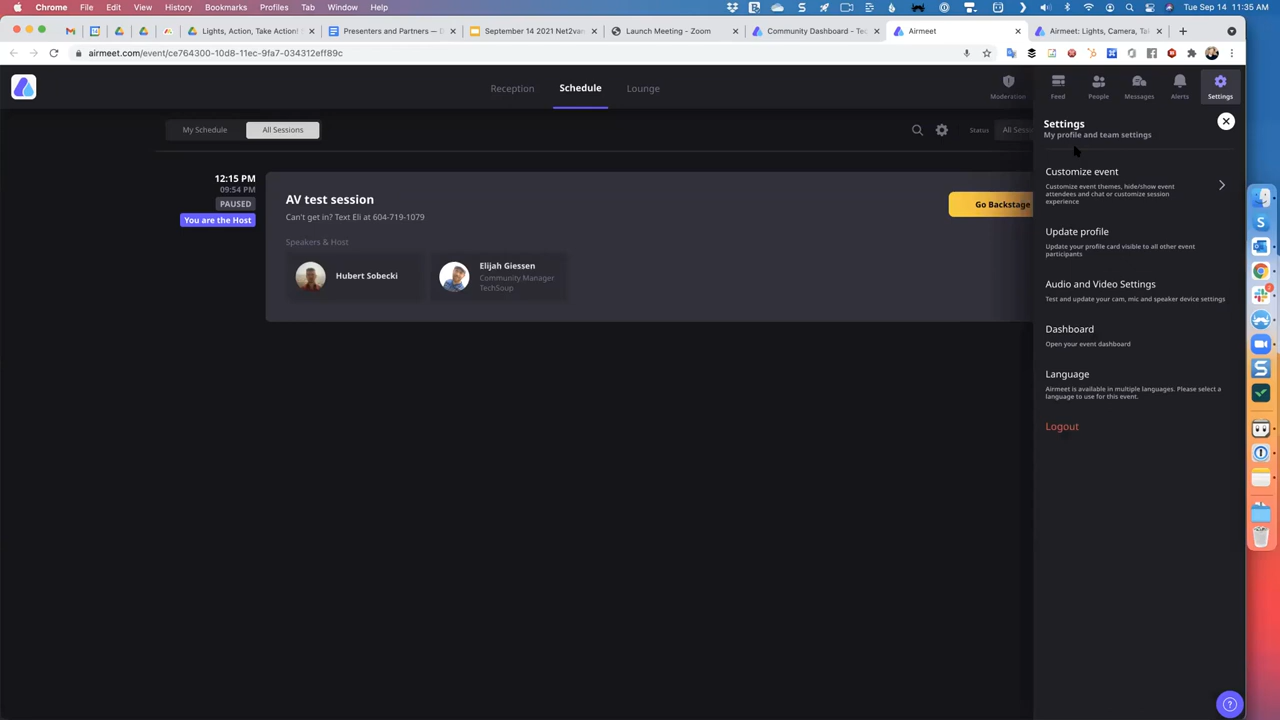 Chrome File Edit View History Bookmarks Profiles Tab Window Help Tue Sep 14 11:35 AM
Lights, Action, Take Action! Presenters and Partners — September 14 2021 Net2van Launch Meeting - Zoom Community Dashboard - Te Airmeet Airmeet: Lights, Camera, Ta
airmeet.com/event/ce764300-10d8-11ec-9fa7-034312eff89c
Reception Schedule Lounge
Moderation Feed People Messages Alerts Settings
Settings
My profile and team settings
My Schedule All Sessions Status All Sess
12:15 PM
09:54 PM
PAUSED
You are the Host
AV test session
Can't get in? Text Eli at 604-719-1079
Go Backstage
Speakers & Host
Hubert Sobecki
Elijah Giessen
Community Manager
TechSoup
Customize event
Customize event themes, hide/show event
attendees and chat or customize session
experience
Update profile
Update your profile card visible to all other event
participants
Audio and Video Settings
Test and update your cam, mic and speaker device settings
Dashboard
Open your event dashboard
Language
Airmeet is available in multiple languages. Please select a
language to use for this event.
Logout